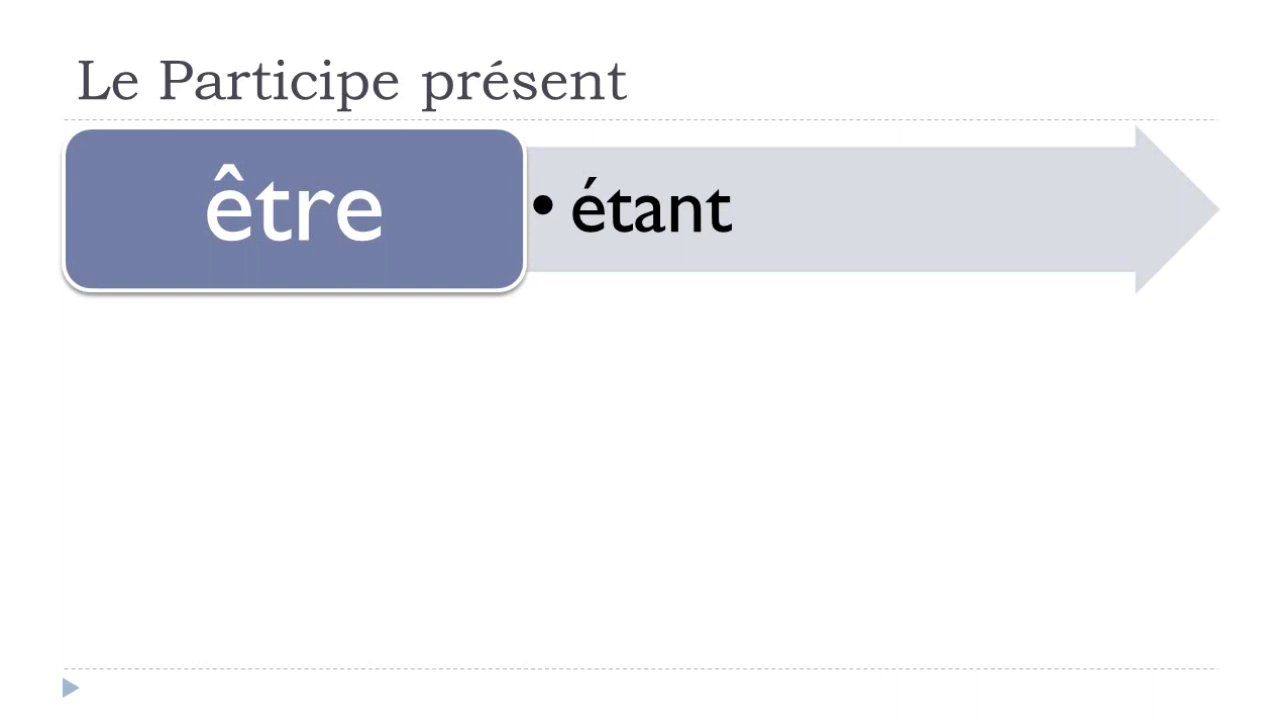 Le Participe présent
être
• étant